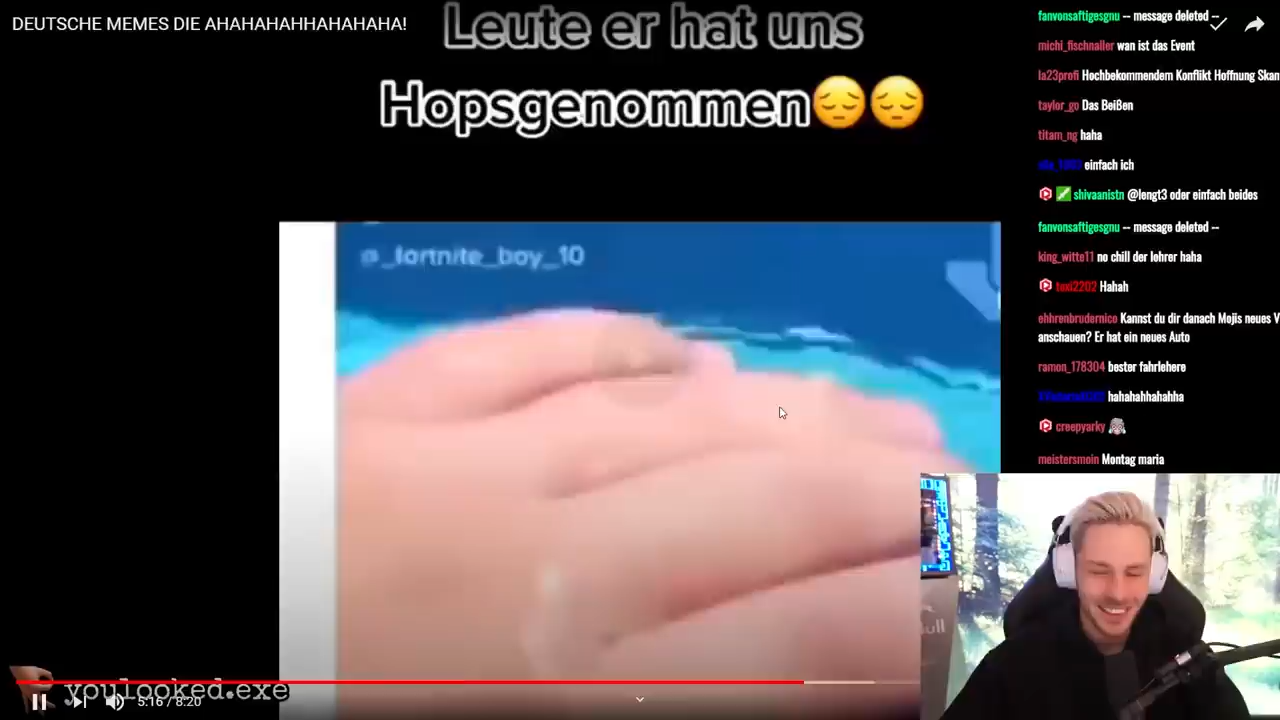 DEUTSCHE MEMES DIE AHAHAHAHHAHAHAHA!
Leute er hat uns
Hopsgenommen😔😔
@_fortnite_boy_10
fanvonsaftigesgnu -- message deleted --
michi_fischnaller wan ist das Event
la23profi Hochbekommendem Konflikt Hoffnung Skan
taylor_go Das Beißen
titam_ng haha
einfach ich
shivaanistn @lengt3 oder einfach beides
fanvonsaftigesgnu -- message deleted --
king_witte11 no chill der lehrer haha
toxi2202 Hahah
ehhrenbrudernico Kannst du dir danach Mojis neues V
anschauen? Er hat ein neues Auto
ramon_178304 bester fahrlehere
hahahahhahahha
creepyarky
meistersmoin Montag maria
youlooked.exe
5:16 / 8:20